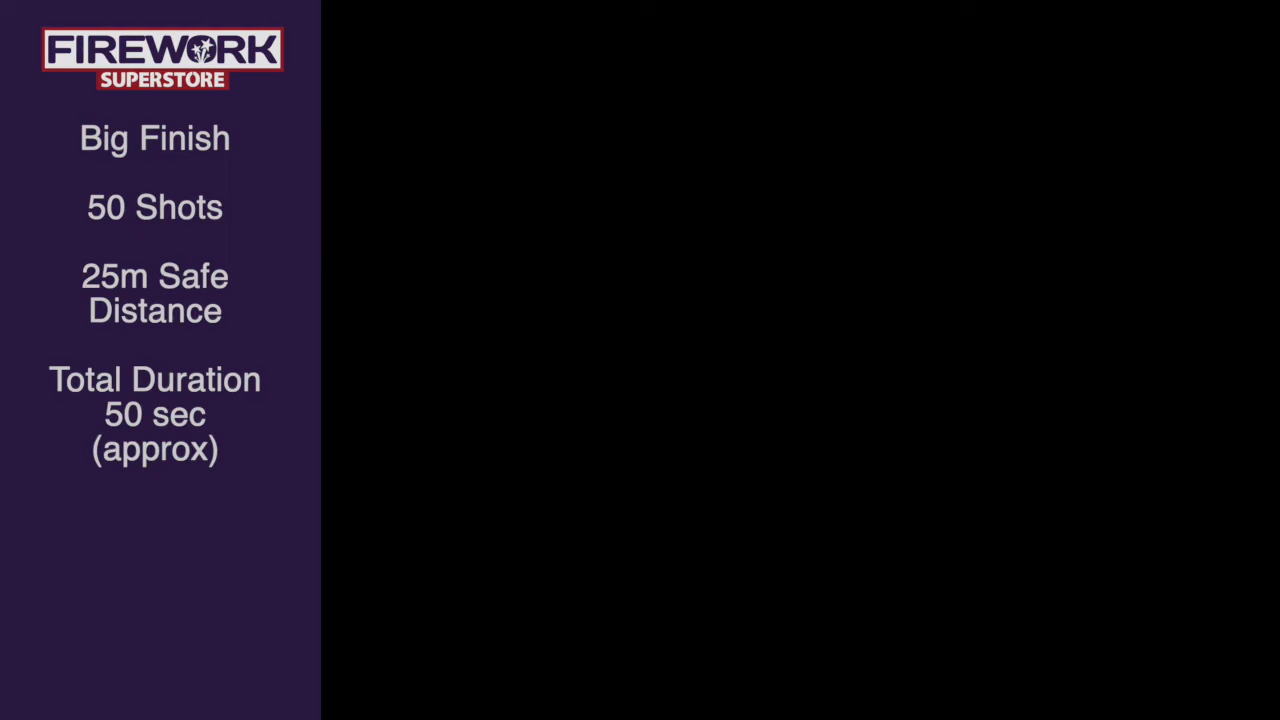 FIREWORK
SUPERSTORE
Big Finish
50 Shots
25m Safe
Distance
Total Duration
50 sec
(approx)